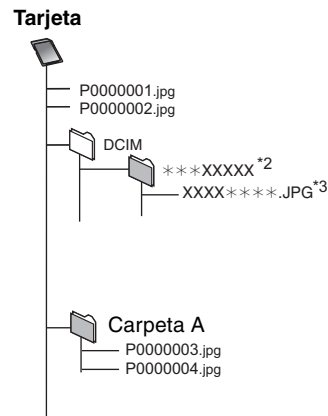 Tarjeta
P0000001.jpg
P0000002.jpg
DCIM
✳✳✳XXXXX*2
XXXX✳✳✳✳.JPG*3
Carpeta A
P0000003.jpg
P0000004.jpg